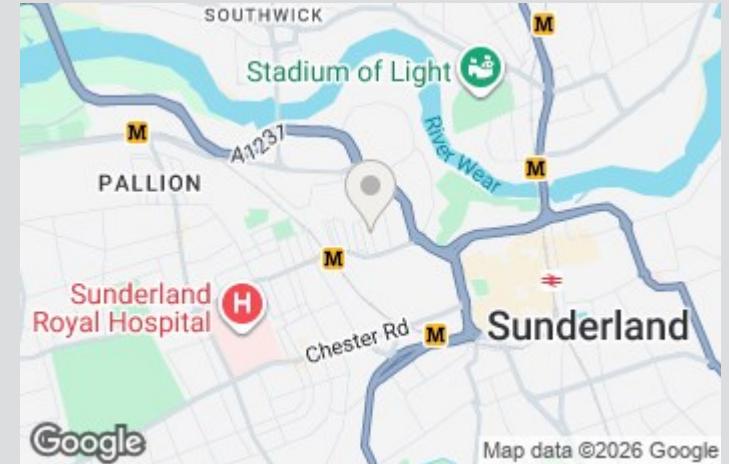 SOUTHWICK
M
Stadium of Light
M
A1231
River Wear
M
PALLION
M
Sunderland
Royal Hospital
H
Chester Rd
M
Sunderland
Google
Map data ©2026 Google